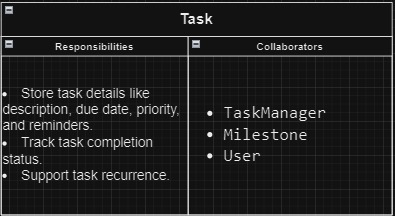 Task
Responsibilities
Collaborators
• Store task details like
description, due date, priority,
and reminders.
• Track task completion
status.
• Support task recurrence.
• TaskManager
• Milestone
• User